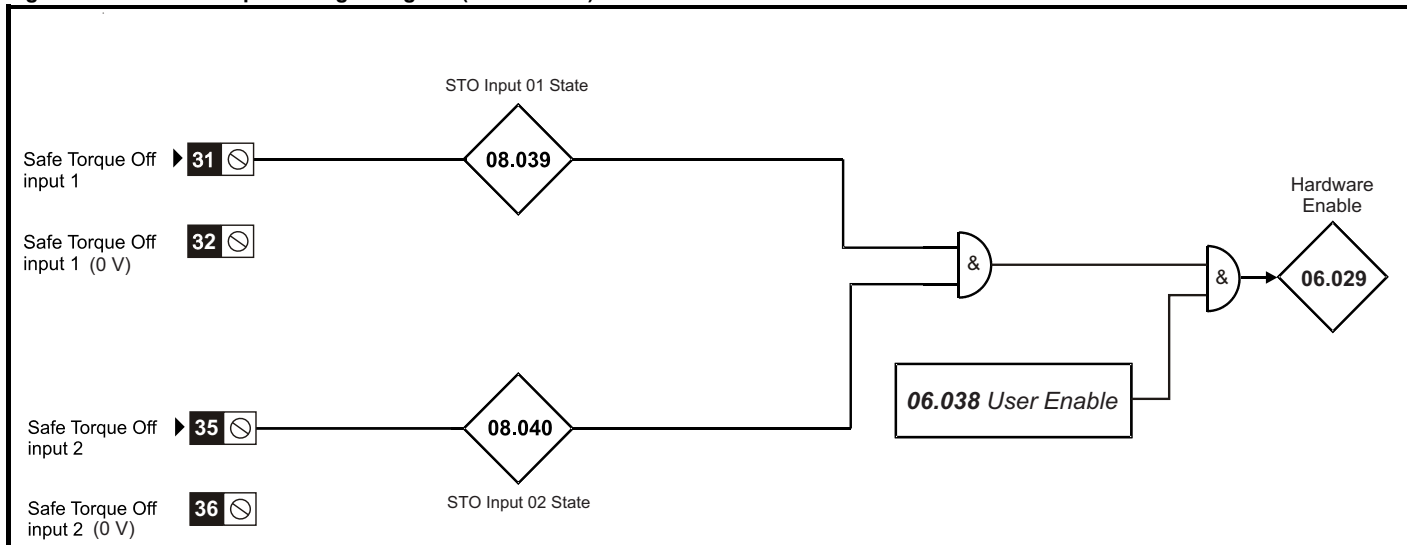 STO Input 01 State
Safe Torque Off
input 1
31
08.039
Hardware
Enable
Safe Torque Off
input 1 (0 V)
32
&
&
06.029
06.038 User Enable
Safe Torque Off
input 2
35
08.040
STO Input 02 State
Safe Torque Off
input 2 (0 V)
36